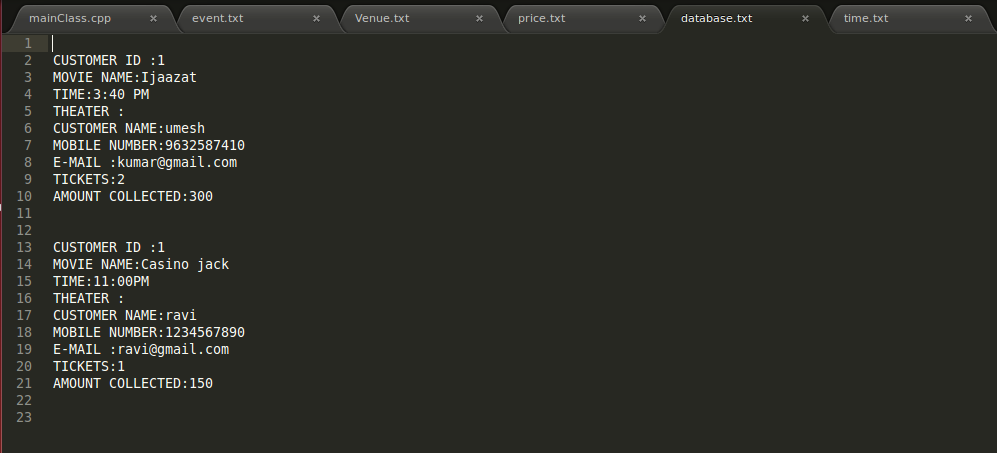 mainClass.cpp × event.txt × Venue.txt × price.txt × database.txt × time.txt ×
1
2 CUSTOMER ID :1
3 MOVIE NAME:Ijaazat
4 TIME:3:40 PM
5 THEATER :
6 CUSTOMER NAME:umesh
7 MOBILE NUMBER:9632587410
8 E-MAIL :kumar@gmail.com
9 TICKETS:2
10 AMOUNT COLLECTED:300
11
12
13 CUSTOMER ID :1
14 MOVIE NAME:Casino jack
15 TIME:11:00PM
16 THEATER :
17 CUSTOMER NAME:ravi
18 MOBILE NUMBER:1234567890
19 E-MAIL :ravi@gmail.com
20 TICKETS:1
21 AMOUNT COLLECTED:150
22
23